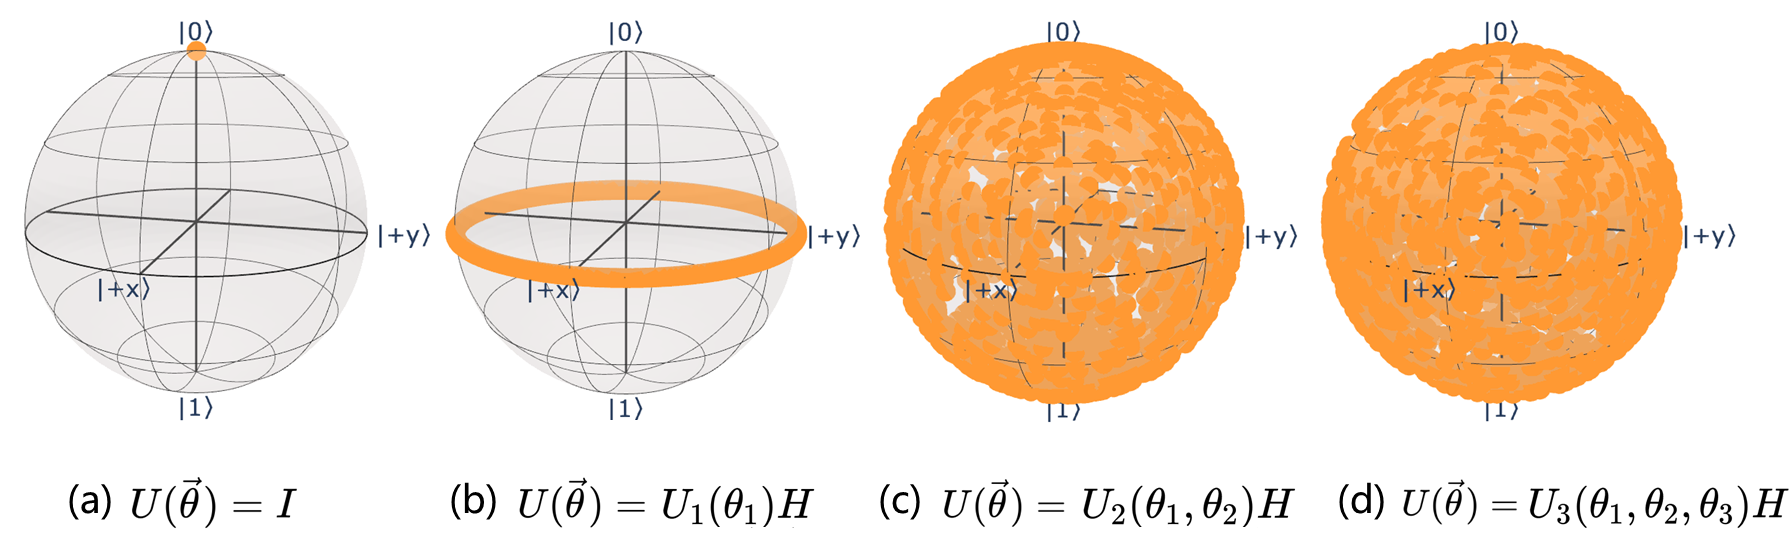 |0⟩ |0⟩ |0⟩ |0⟩
|+y⟩ |+y⟩ |+y⟩ |+y⟩
|+x⟩ |+x⟩ |+x⟩ |+x⟩
|1⟩ |1⟩ |1⟩ |1⟩
(a) U(θ⃗) = I (b) U(θ⃗) = U₁(θ₁)H (c) U(θ⃗) = U₂(θ₁, θ₂)H (d) U(θ⃗) = U₃(θ₁, θ₂, θ₃)H